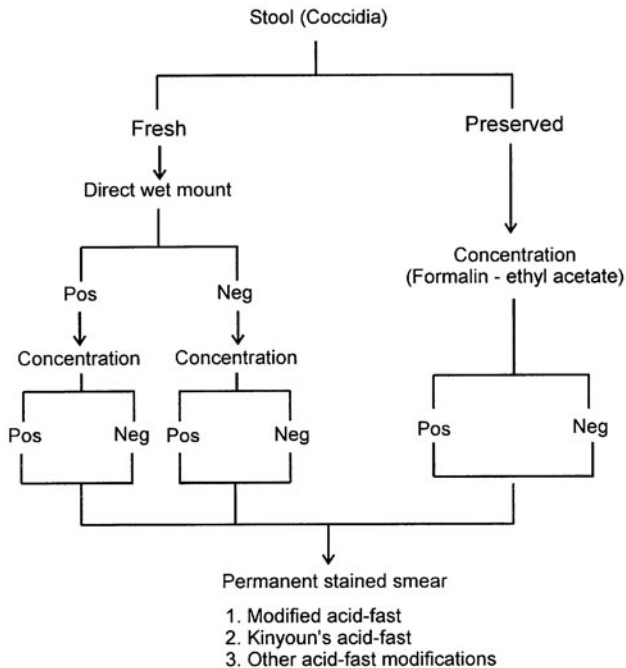 Stool (Coccidia)
Fresh
Preserved
Direct wet mount
Concentration
(Formalin - ethyl acetate)
Pos
Neg
Concentration
Concentration
Pos
Neg
Pos
Neg
Pos
Neg
Permanent stained smear
1. Modified acid-fast
2. Kinyoun's acid-fast
3. Other acid-fast modifications